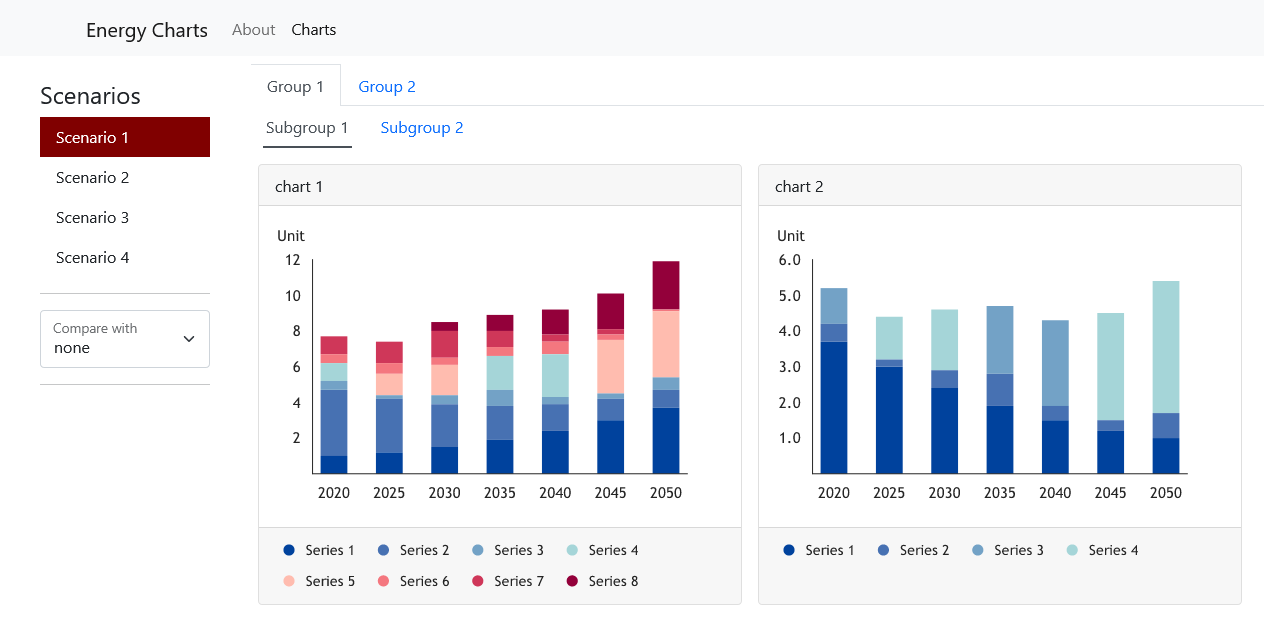 Energy Charts About Charts
Scenarios
Scenario 1
Scenario 2
Scenario 3
Scenario 4
Compare with
none
Group 1 Group 2
Subgroup 1 Subgroup 2
chart 1
Unit
12
10
8
6
4
2
2020 2025 2030 2035 2040 2045 2050
Series 1 Series 2 Series 3 Series 4
Series 5 Series 6 Series 7 Series 8
chart 2
Unit
6.0
5.0
4.0
3.0
2.0
1.0
2020 2025 2030 2035 2040 2045 2050
Series 1 Series 2 Series 3 Series 4